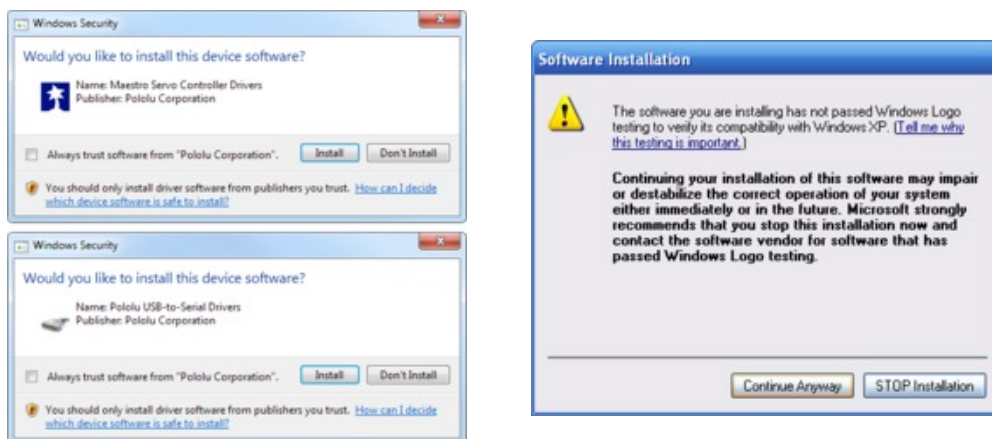 Windows Security
Would you like to install this device software?
Name: Maestro Servo Controller Drivers
Publisher: Pololu Corporation
Always trust software from "Pololu Corporation".
Install
Don't Install
You should only install driver software from publishers you trust. How can I decide
which device software is safe to install?
Windows Security
Would you like to install this device software?
Name: Pololu USB-to-Serial Drivers
Publisher: Pololu Corporation
Always trust software from "Pololu Corporation".
Install
Don't Install
You should only install driver software from publishers you trust. How can I decide
which device software is safe to install?
Software Installation
The software you are installing has not passed Windows Logo
testing to verify its compatibility with Windows XP. (Tell me why
this testing is important.)
Continuing your installation of this software may impair
or destabilize the correct operation of your system
either immediately or in the future. Microsoft strongly
recommends that you stop this installation now and
contact the software vendor for software that has
passed Windows Logo testing.
Continue Anyway
STOP Installation